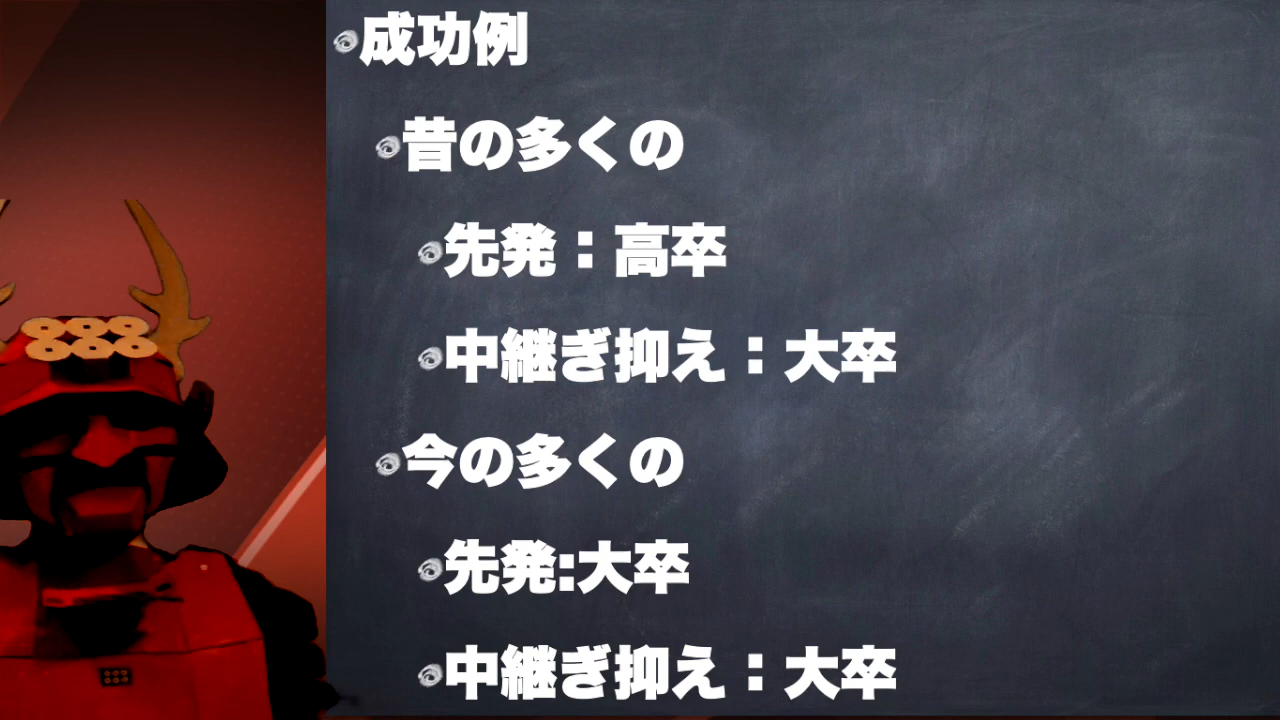 成功例
昔の多くの
先発：高卒
中継ぎ抑え：大卒
今の多くの
先発:大卒
中継ぎ抑え：大卒